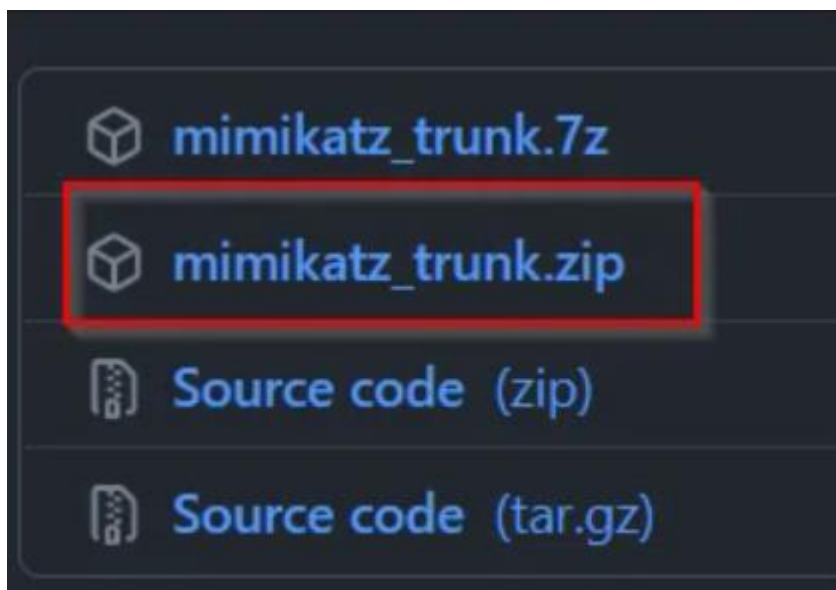 mimikatz_trunk.7z
mimikatz_trunk.zip
Source code (zip)
Source code (tar.gz)